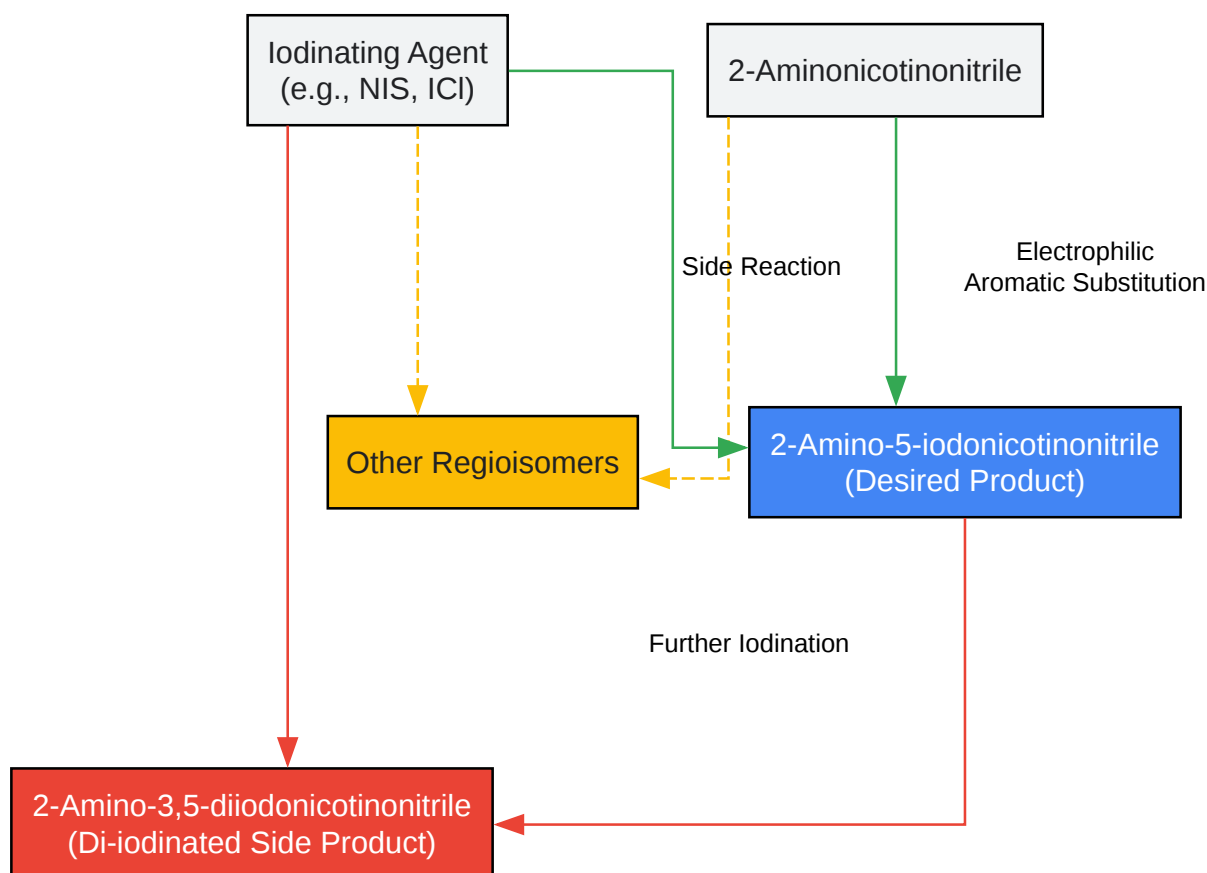 Iodinating Agent
(e.g., NIS, ICl)
2-Aminonicotinonitrile
Side Reaction
Electrophilic
Aromatic Substitution
Other Regioisomers
2-Amino-5-iodonicotinonitrile
(Desired Product)
Further Iodination
2-Amino-3,5-diiodonicotinonitrile
(Di-iodinated Side Product)